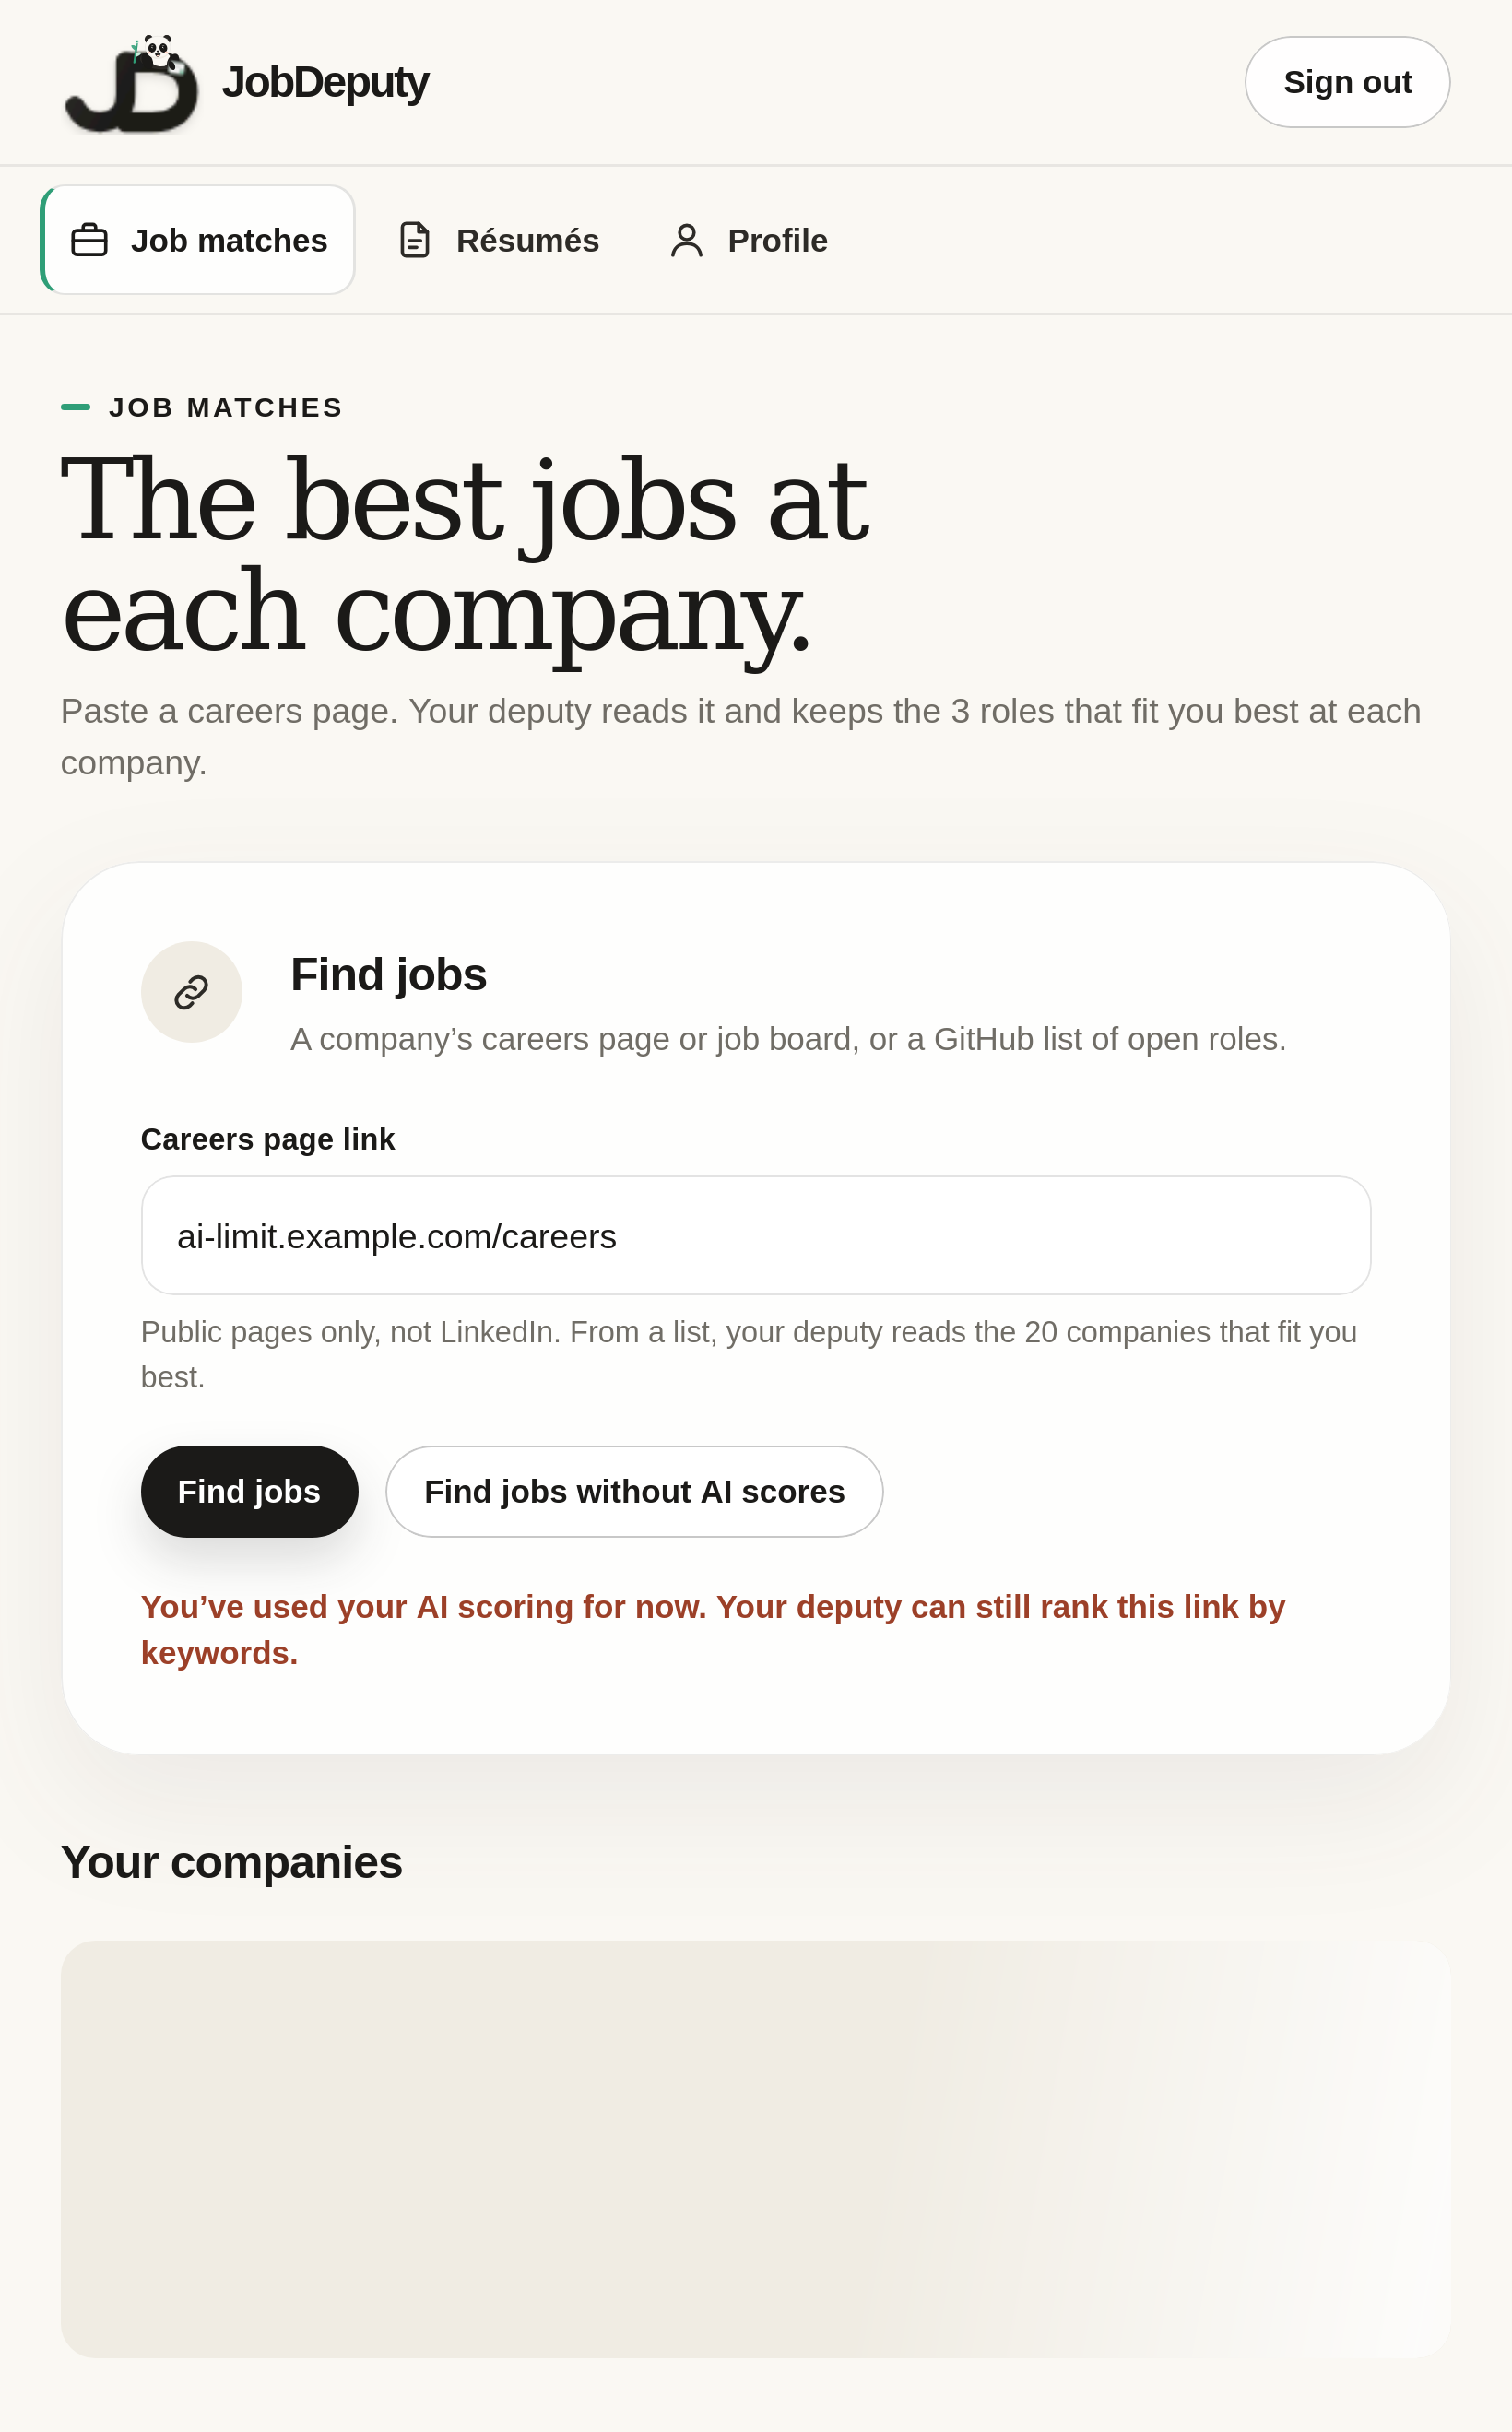 JobDeputy
Sign out
Job matches
Résumés
Profile
JOB MATCHES
The best jobs at
each company.
Paste a careers page. Your deputy reads it and keeps the 3 roles that fit you best at each
company.
Find jobs
A company’s careers page or job board, or a GitHub list of open roles.
Careers page link
ai-limit.example.com/careers
Public pages only, not LinkedIn. From a list, your deputy reads the 20 companies that fit you
best.
Find jobs
Find jobs without AI scores
You’ve used your AI scoring for now. Your deputy can still rank this link by
keywords.
Your companies